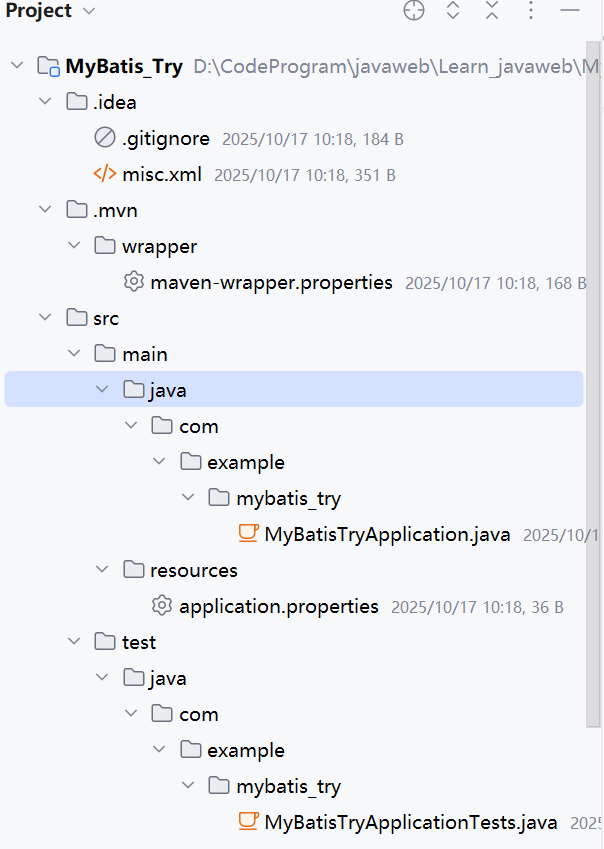 Project
MyBatis_Try D:\CodeProgram\javaweb\Learn_javaweb\M
.idea
.gitignore 2025/10/17 10:18, 184 B
misc.xml 2025/10/17 10:18, 351 B
.mvn
wrapper
maven-wrapper.properties 2025/10/17 10:18, 168 B
src
main
java
com
example
mybatis_try
MyBatisTryApplication.java 2025/10/1
resources
application.properties 2025/10/17 10:18, 36 B
test
java
com
example
mybatis_try
MyBatisTryApplicationTests.java 2025